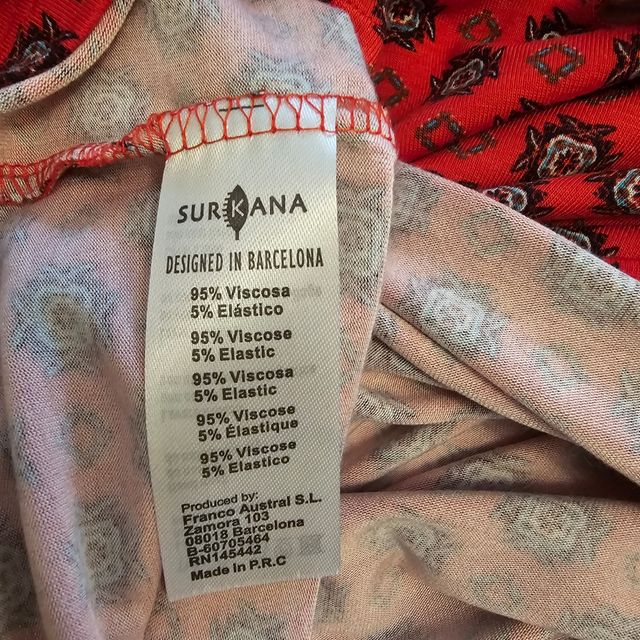 SURKANA
DESIGNED IN BARCELONA
95% Viscosa
5% Elástico
95% Viscose
5% Elastic
95% Viscosa
5% Elastic
95% Viscose
5% Élastique
95% Viscose
5% Elastico
Produced by:
Franco Austral S.L.
Zamora 103
08018 Barcelona
B-60705464
RN145442
Made in P.R.C